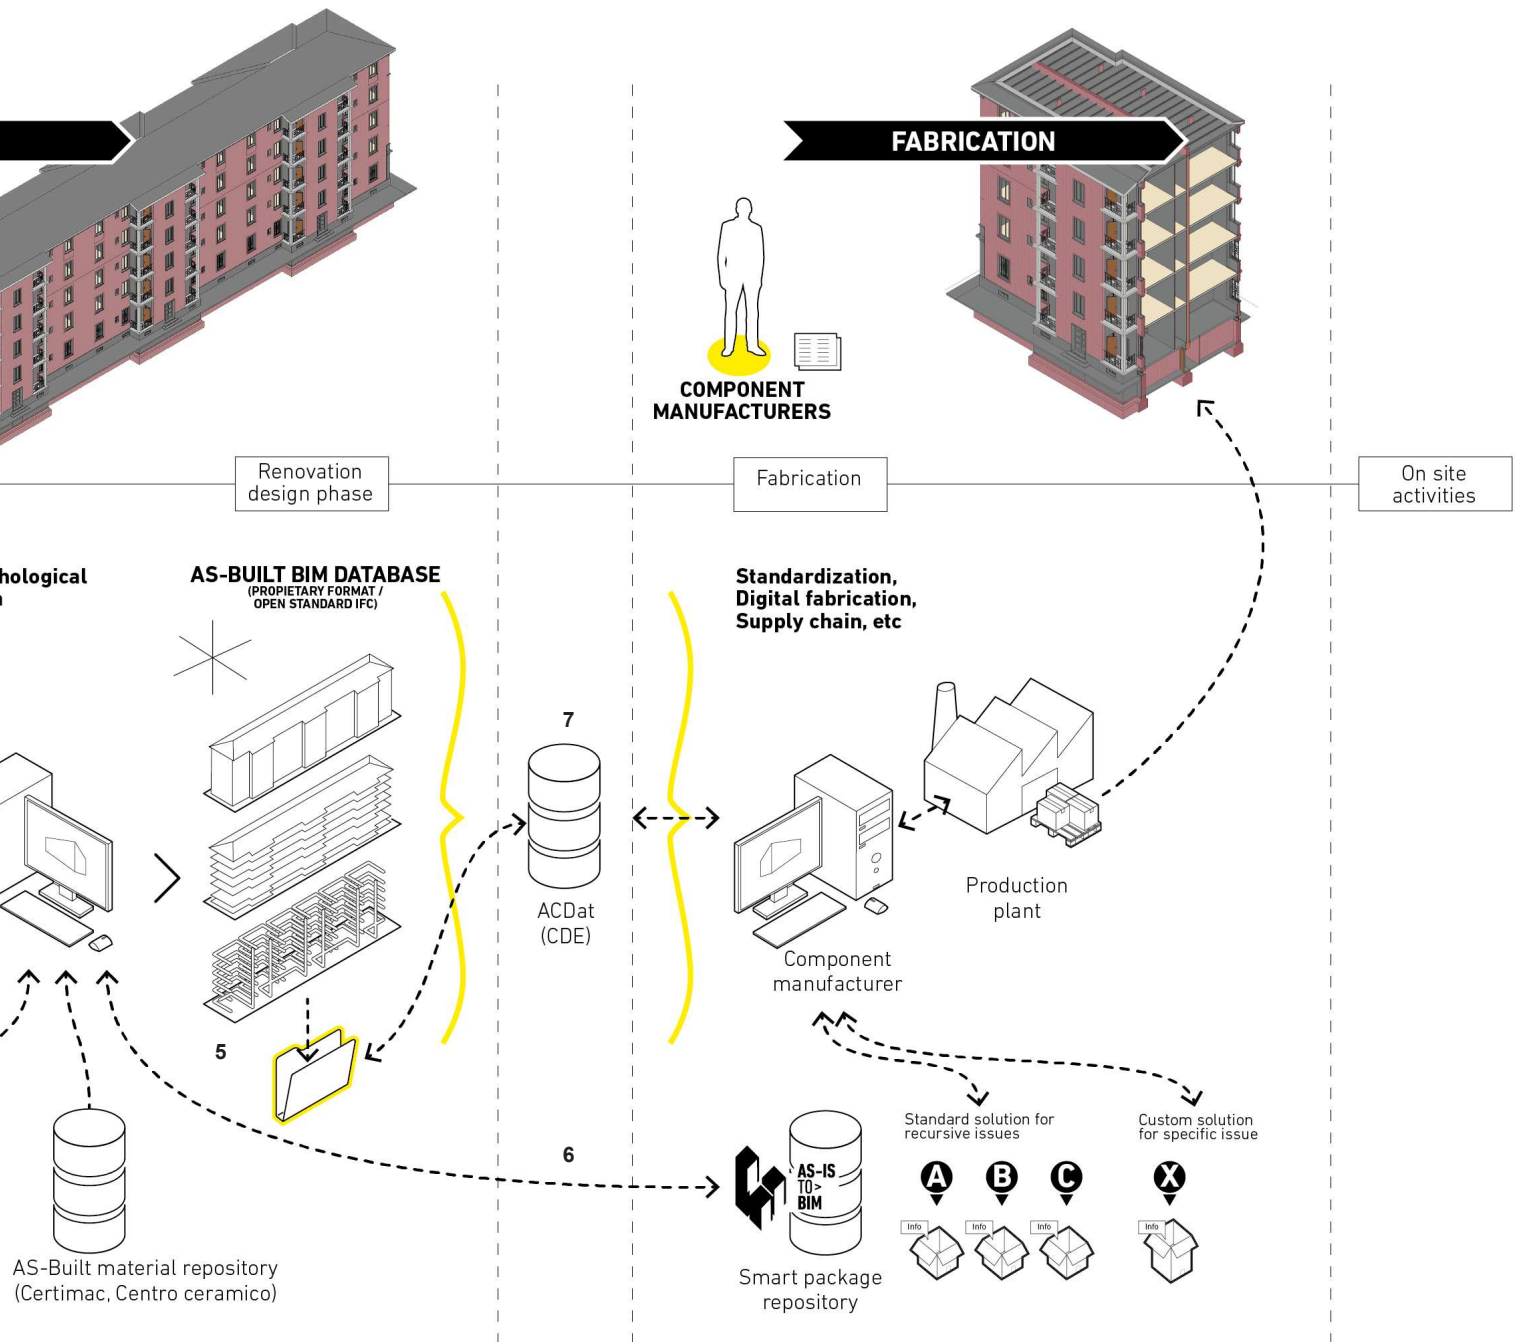 FABRICATION
COMPONENT
MANUFACTURERS
Renovation
design phase
Fabrication
On site
activities
hological
AS-BUILT BIM DATABASE
(PROPIETARY FORMAT /
OPEN STANDARD IFC)
Standardization,
Digital fabrication,
Supply chain, etc
7
ACDat
(CDE)
Production
plant
Component
manufacturer
5
6
Standard solution for
recursive issues
Custom solution
for specific issue
A
B
C
X
Info
Info
Info
Info
AS-IS
TO>
BIM
Smart package
repository
AS-Built material repository
(Certimac, Centro ceramico)